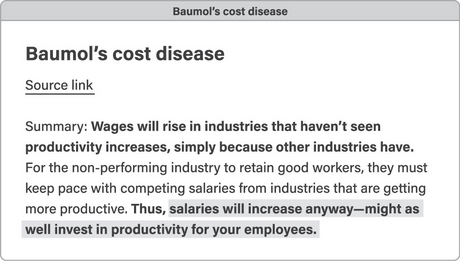 Baumol's cost disease
Baumol's cost disease
Source link
Summary: Wages will rise in industries that haven't seen
productivity increases, simply because other industries have.
For the non-performing industry to retain good workers, they must
keep pace with competing salaries from industries that are getting
more productive. Thus, salaries will increase anyway—might as
well invest in productivity for your employees.